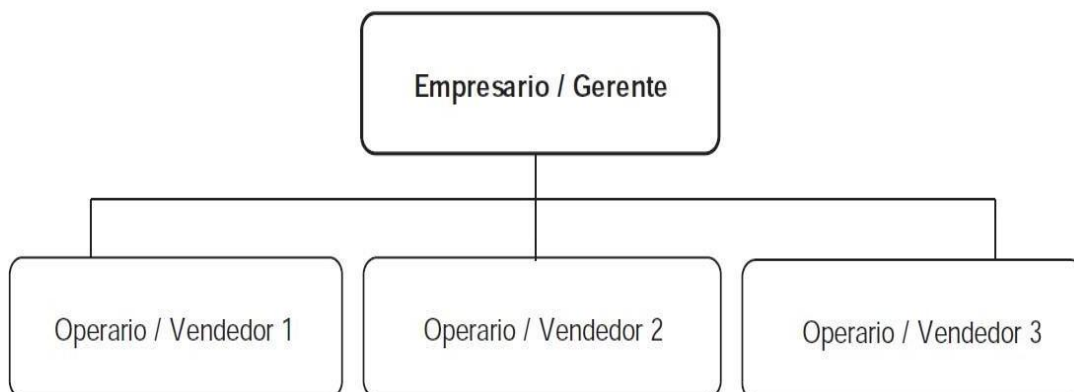 Empresario / Gerente
Operario / Vendedor 1
Operario / Vendedor 2
Operario / Vendedor 3